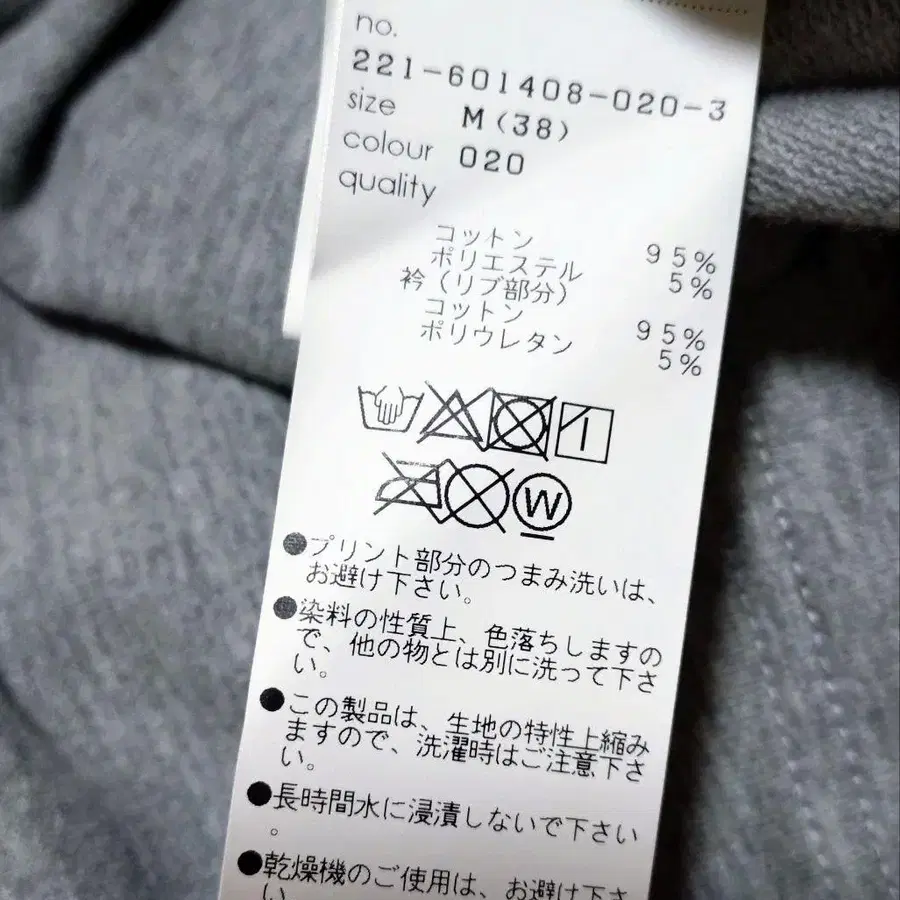 no.
221-601408-020-3
size M(38)
colour 020
quality
コットン 95%
ポリエステル 5%
衿(リブ部分)
コットン 95%
ポリウレタン 5%
W
●プリント部分のつまみ洗いは、
お避け下さい。
●染料の性質上、色落ちしますの
で、他の物とは別に洗って下さ
い。
●この製品は、生地の特性上縮み
ますので、洗濯時はご注意下さ
い。
●長時間水に浸漬しないで下さい
。
●乾燥機のご使用は、お避け下さ
い。